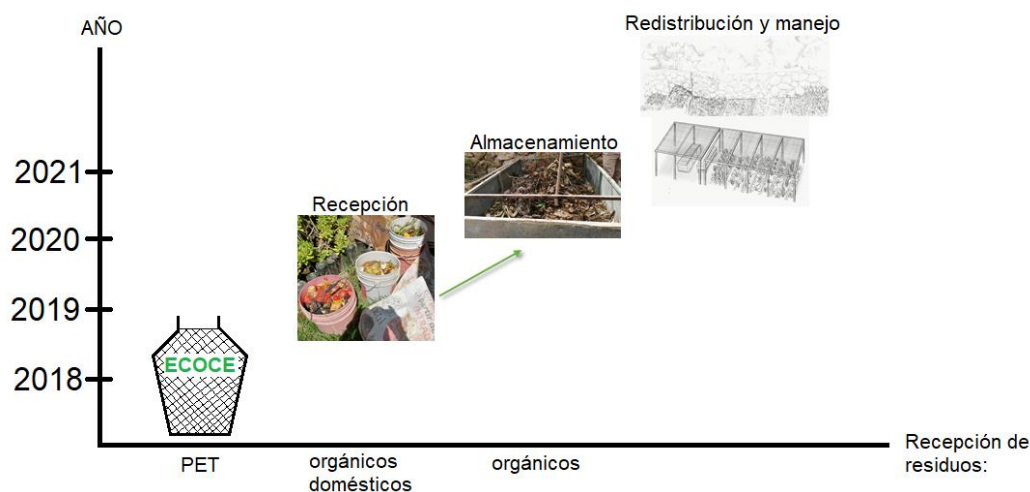 AÑO
Redistribución y manejo
Almacenamiento
2021
Recepción
2020
2019
ECOCE
2018
PET
orgánicos
domésticos
orgánicos
Recepción de
residuos: